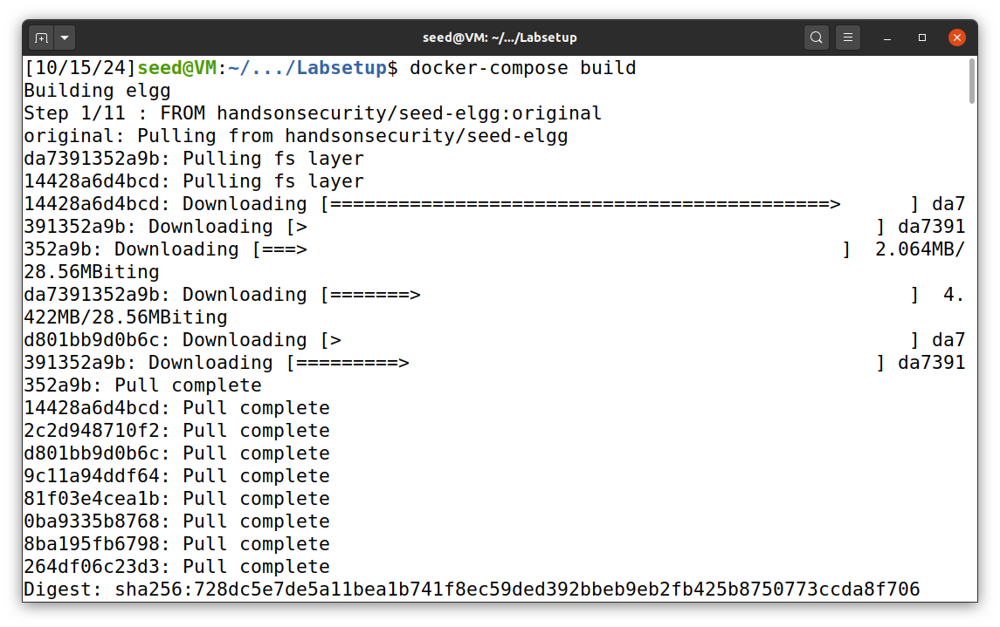 seed@VM: ~/.../Labsetup
[10/15/24]seed@VM:~/.../Labsetup$ docker-compose build
Building elgg
Step 1/11 : FROM handsonsecurity/seed-elgg:original
original: Pulling from handsonsecurity/seed-elgg
da7391352a9b: Pulling fs layer
14428a6d4bcd: Pulling fs layer
14428a6d4bcd: Downloading [============================================>      ] da7
391352a9b: Downloading [>                                                  ] da7391
352a9b: Downloading [===>                                               ]  2.064MB/
28.56MBiting
da7391352a9b: Downloading [=======>                                           ]  4.
422MB/28.56MBiting
d801bb9d0b6c: Downloading [>                                                  ] da7
391352a9b: Downloading [=========>                                         ] da7391
352a9b: Pull complete
14428a6d4bcd: Pull complete
2c2d948710f2: Pull complete
d801bb9d0b6c: Pull complete
9c11a94ddf64: Pull complete
81f03e4cea1b: Pull complete
0ba9335b8768: Pull complete
8ba195fb6798: Pull complete
264df06c23d3: Pull complete
Digest: sha256:728dc5e7de5a11bea1b741f8ec59ded392bbeb9eb2fb425b8750773ccda8f706